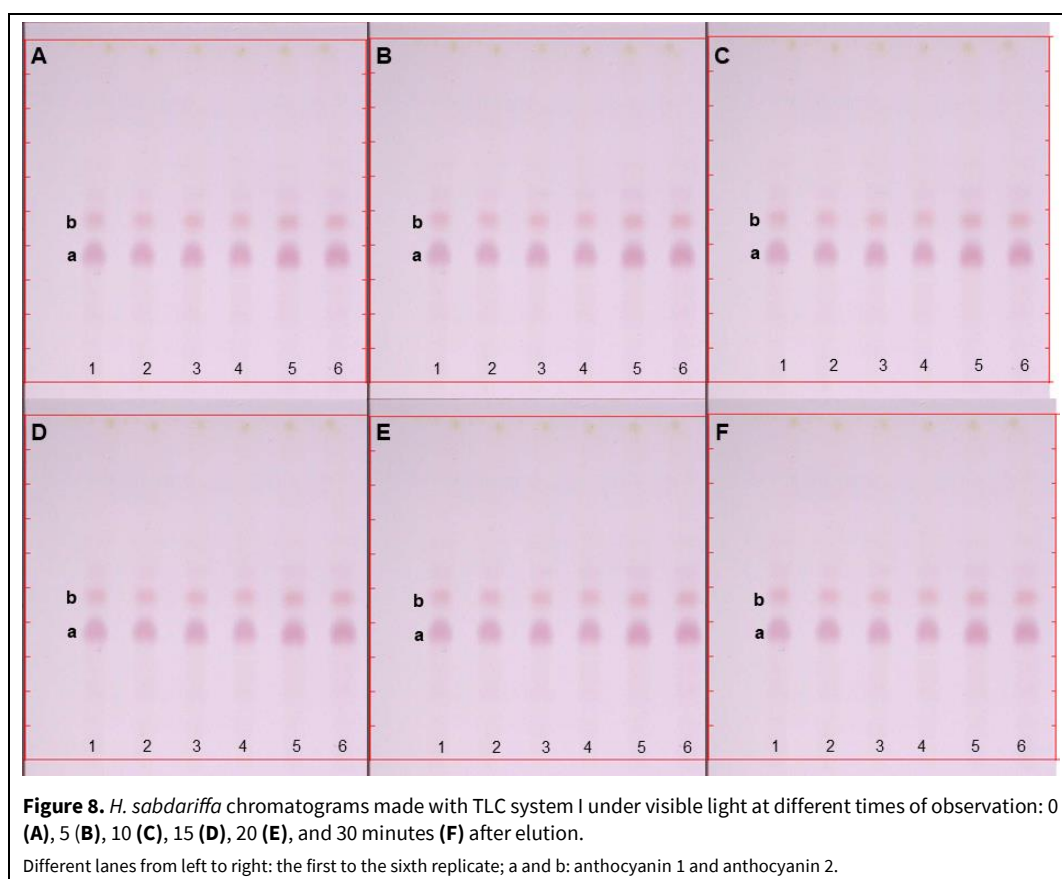 A
B
C
b
b
b
a
a
a
1 2 3 4 5 6
1 2 3 4 5 6
1 2 3 4 5 6
D
E
F
b
b
b
a
a
a
1 2 3 4 5 6
1 2 3 4 5 6
1 2 3 4 5 6
Figure 8. H. sabdariffa chromatograms made with TLC system I under visible light at different times of observation: 0
(A), 5 (B), 10 (C), 15 (D), 20 (E), and 30 minutes (F) after elution.
Different lanes from left to right: the first to the sixth replicate; a and b: anthocyanin 1 and anthocyanin 2.